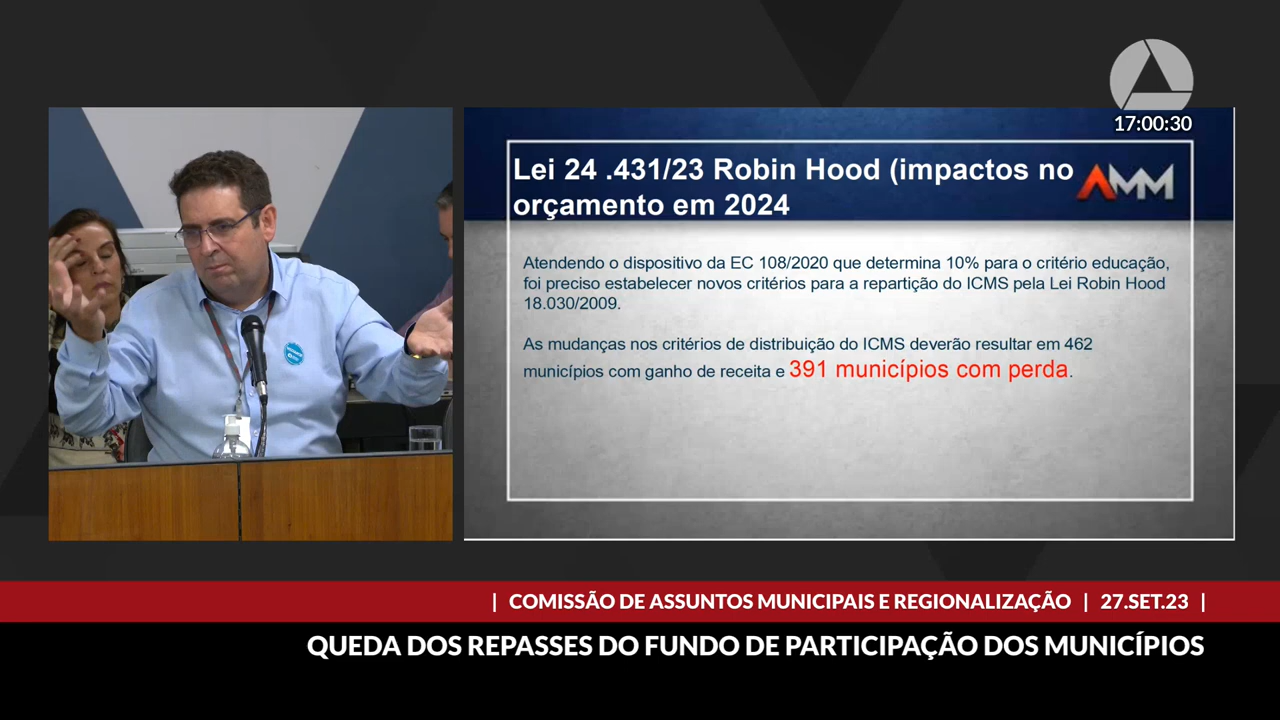 17:00:30
Lei 24 .431/23 Robin Hood (impactos no
orçamento em 2024
AMM
Atendendo o dispositivo da EC 108/2020 que determina 10% para o critério educação,
foi preciso estabelecer novos critérios para a repartição do ICMS pela Lei Robin Hood
18.030/2009.
As mudanças nos critérios de distribuição do ICMS deverão resultar em 462
municípios com ganho de receita e 391 municípios com perda.
| COMISSÃO DE ASSUNTOS MUNICIPAIS E REGIONALIZAÇÃO | 27.SET.23 |
QUEDA DOS REPASSES DO FUNDO DE PARTICIPAÇÃO DOS MUNICÍPIOS